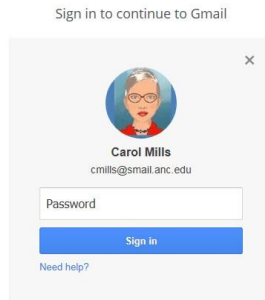 Sign in to continue to Gmail
Carol Mills
cmills@smail.anc.edu
Password
Sign in
Need help?